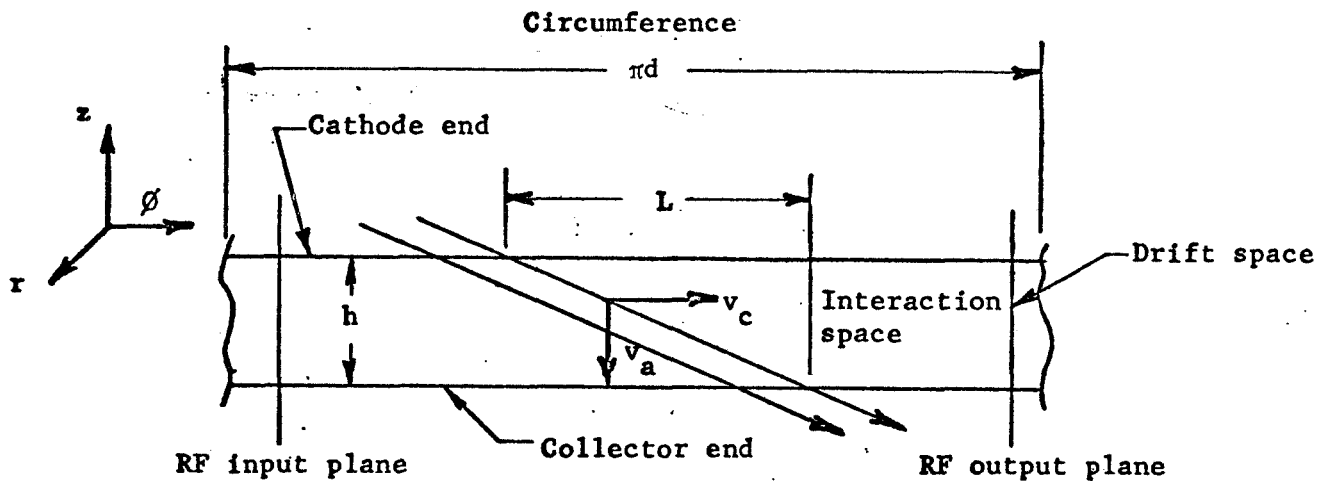 Circumference
πd
z
Cathode end
Ø
L
Drift space
r
h
v_c
Interaction
space
v_a
Collector end
RF input plane
RF output plane